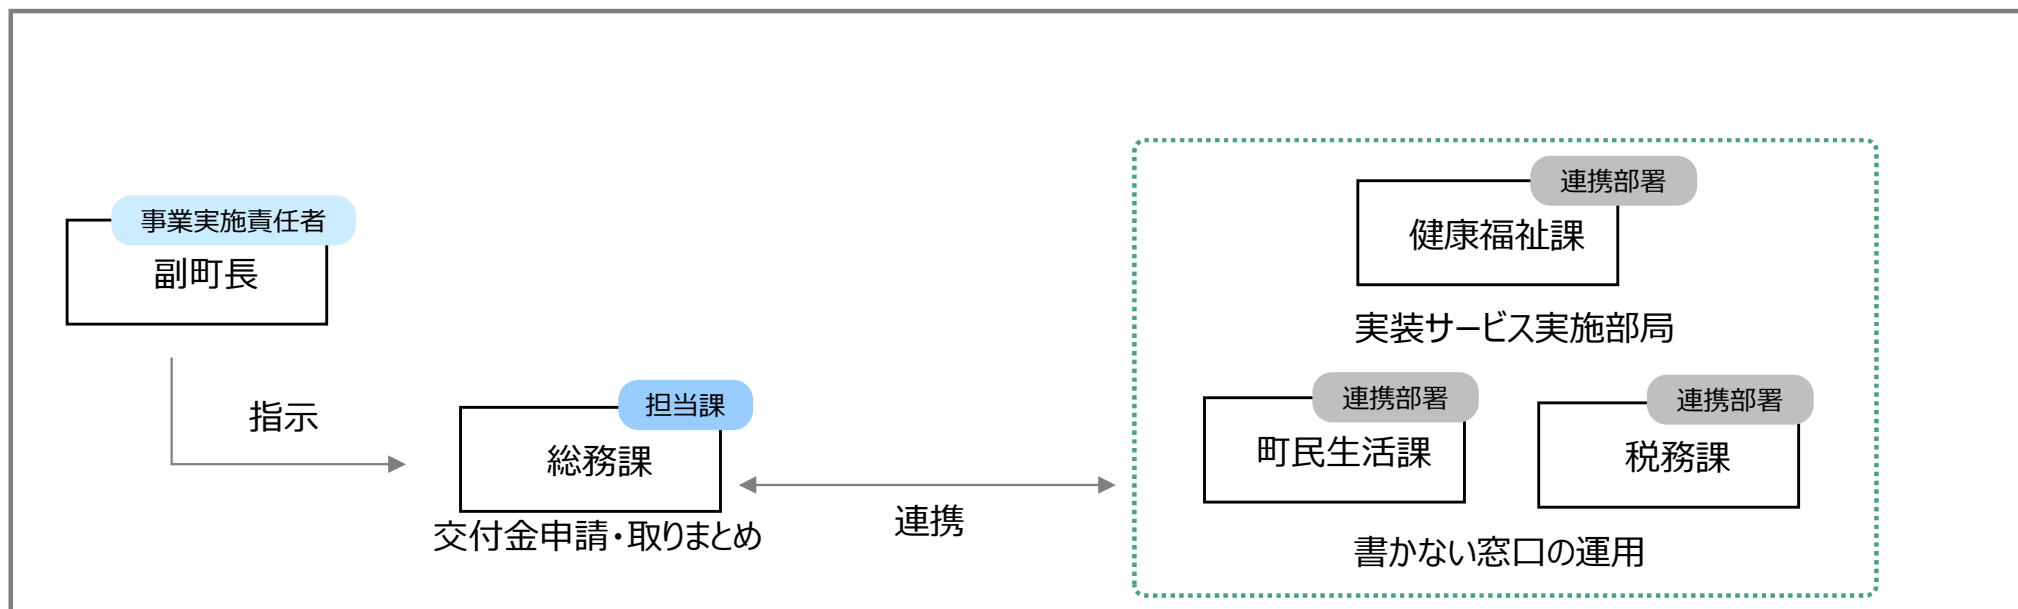 事業実施責任者
副町長
指示
担当課
総務課
交付金申請・取りまとめ
連携
連携部署
健康福祉課
実装サービス実施部局
連携部署
町民生活課
連携部署
税務課
書かない窓口の運用